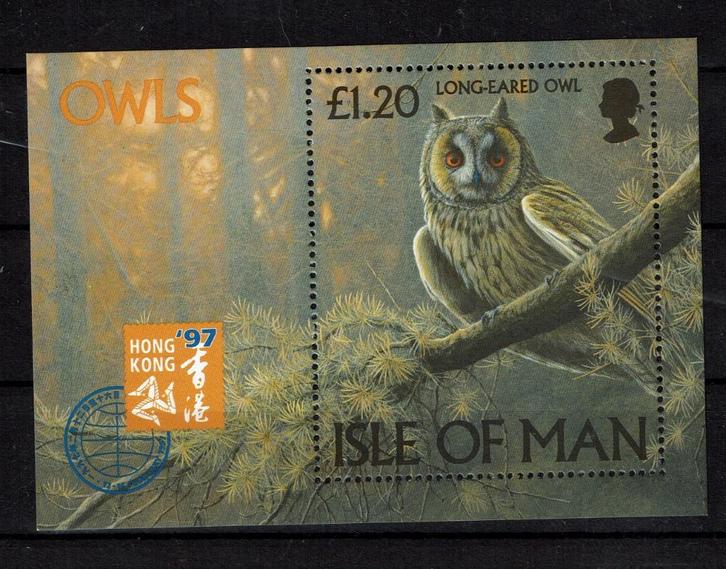 OWLS
£1.20
LONG-EARED OWL
HONG
KONG
'97
香港
ISLE OF MAN